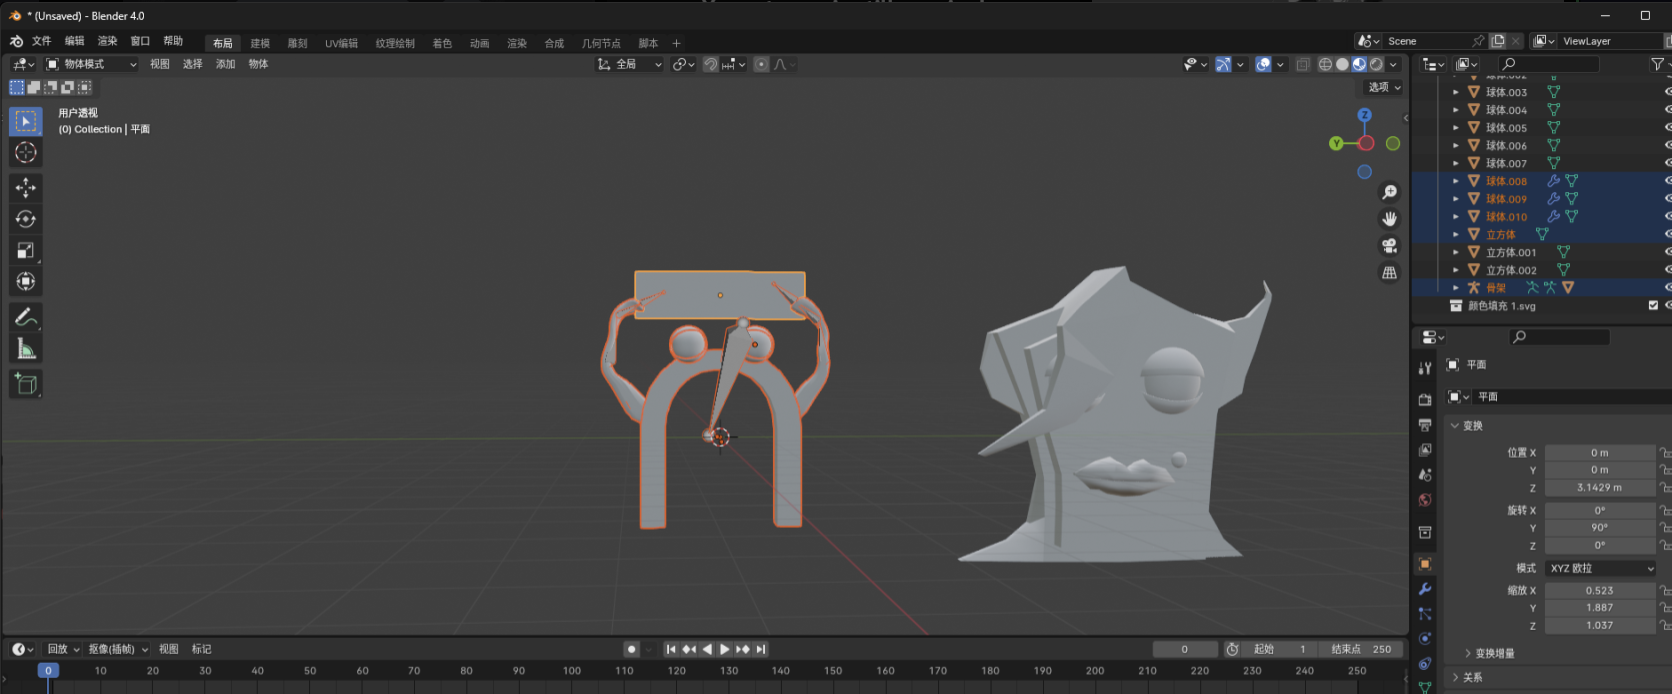 * (Unsaved) - Blender 4.0
文件 编辑 渲染 窗口 帮助 布局 建模 雕刻 UV编辑 纹理绘制 着色 动画 渲染 合成 几何节点 脚本 + Scene ViewLayer
物体模式 视图 选择 添加 物体 全局
选项
用户透视
(0) Collection | 平面
Z
Y
球体.002
球体.003
球体.004
球体.005
球体.006
球体.007
球体.008
球体.009
球体.010
立方体
立方体.001
立方体.002
骨架
颜色填充 1.svg
平面
平面
变换
位置 X 0 m
Y 0 m
Z 3.1429 m
旋转 X 0°
Y 90°
Z 0°
模式 XYZ 欧拉
缩放 X 0.523
Y 1.887
Z 1.037
变换增量
关系
回放 抠像(插帧) 视图 标记 0 起始 1 结束点 250
0 10 20 30 40 50 60 70 80 90 100 110 120 130 140 150 160 170 180 190 200 210 220 230 240 250